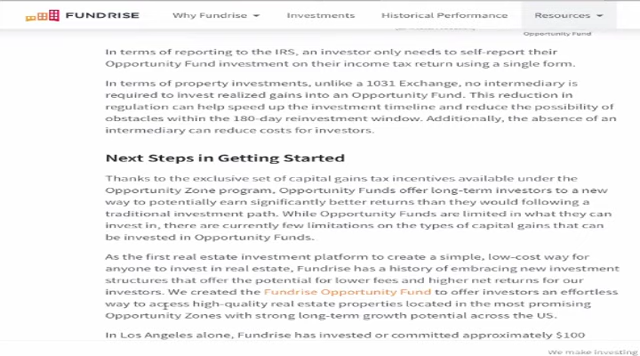 FUNDRISE Why Fundrise Investments Historical Performance Resources
Opportunity Fund
In terms of reporting to the IRS, an investor only needs to self-report their
Opportunity Fund investment on their income tax return using a single form.
In terms of property investments, unlike a 1031 Exchange, no intermediary is
required to invest realized gains into an Opportunity Fund. This reduction in
regulation can help speed up the investment timeline and reduce the possibility of
obstacles within the 180-day reinvestment window. Additionally, the absence of an
intermediary can reduce costs for investors.
Next Steps in Getting Started
Thanks to the exclusive set of capital gains tax incentives available under the
Opportunity Zone program, Opportunity Funds offer long-term investors to a new
way to potentially earn significantly better returns than they would following a
traditional investment path. While Opportunity Funds are limited in what they can
invest in, there are currently few limitations on the types of capital gains that can
be invested in Opportunity Funds.
As the first real estate investment platform to create a simple, low-cost way for
anyone to invest in real estate, Fundrise has a history of embracing new investment
structures that offer the potential for lower fees and higher net returns for our
investors. We created the Fundrise Opportunity Fund to offer investors an effortless
way to access high-quality real estate properties located in the most promising
Opportunity Zones with strong long-term growth potential across the US.
In Los Angeles alone, Fundrise has invested or committed approximately $100
We make investing